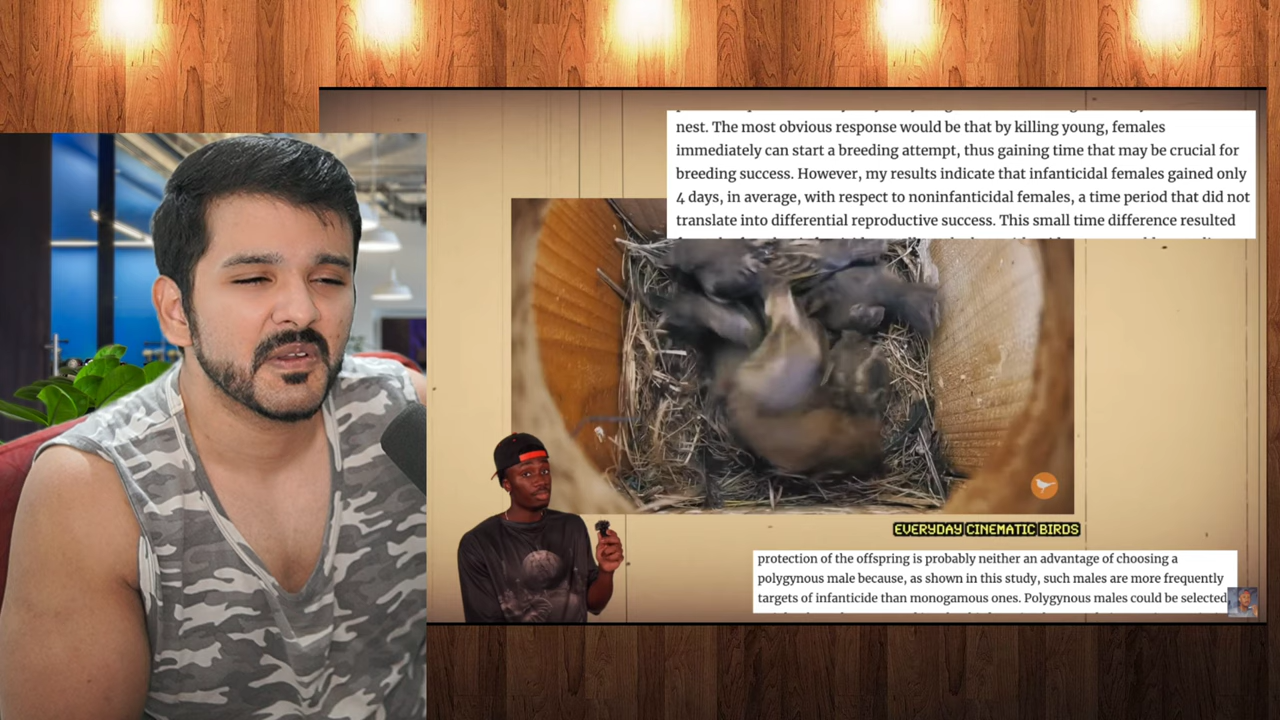 nest. The most obvious response would be that by killing young, females
immediately can start a breeding attempt, thus gaining time that may be crucial for
breeding success. However, my results indicate that infanticidal females gained only
4 days, in average, with respect to noninfanticidal females, a time period that did not
translate into differential reproductive success. This small time difference resulted
EVERYDAY CINEMATIC BIRDS
protection of the offspring is probably neither an advantage of choosing a
polygynous male because, as shown in this study, such males are more frequently
targets of infanticide than monogamous ones. Polygynous males could be selected